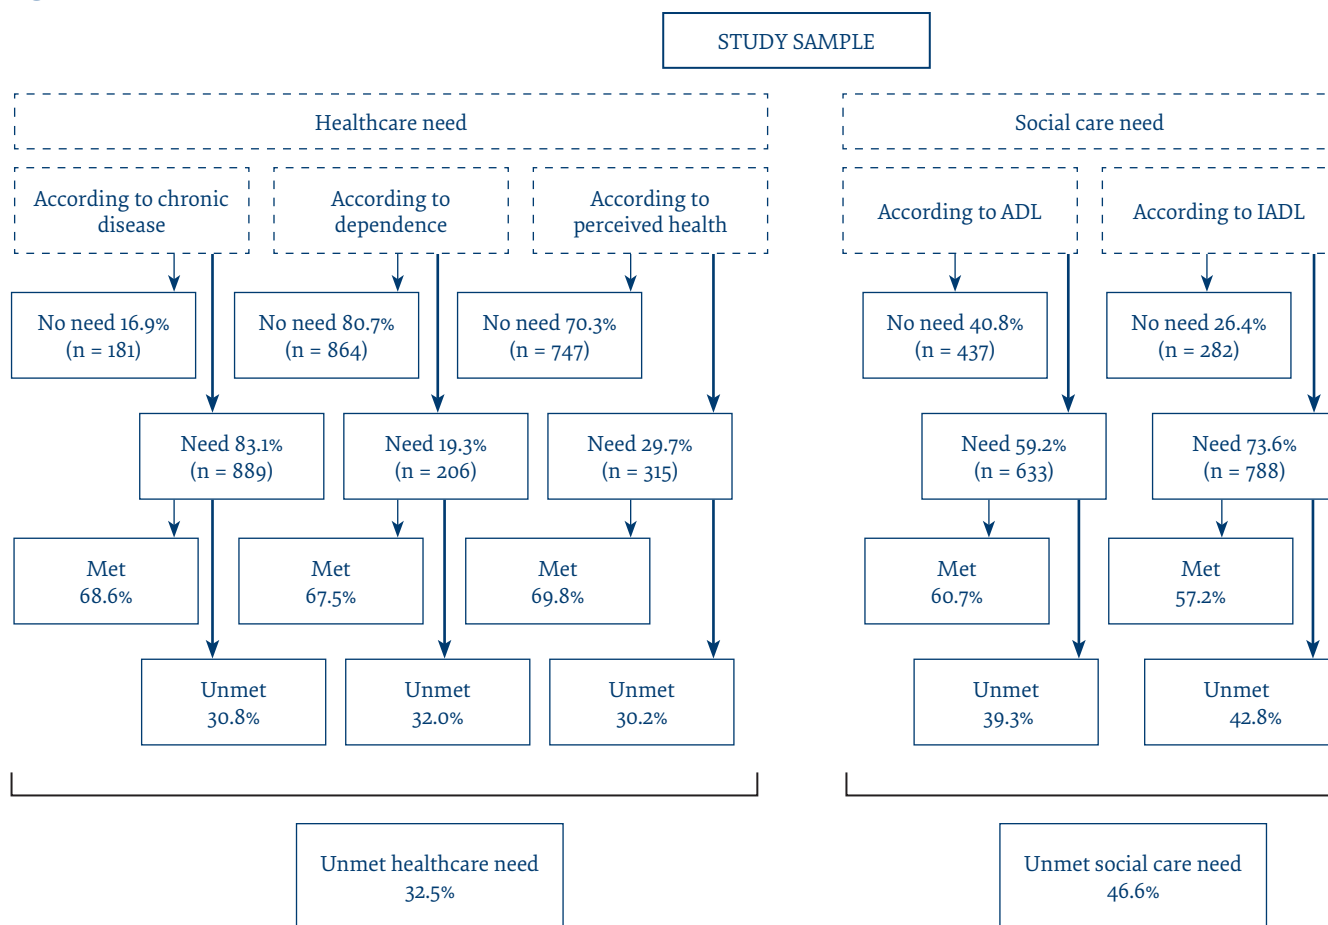 STUDY SAMPLE
Healthcare need
Social care need
According to chronic
disease
According to
dependence
According to
perceived health
According to ADL
According to IADL
No need 16.9%
(n = 181)
No need 80.7%
(n = 864)
No need 70.3%
(n = 747)
No need 40.8%
(n = 437)
No need 26.4%
(n = 282)
Need 83.1%
(n = 889)
Need 19.3%
(n = 206)
Need 29.7%
(n = 315)
Need 59.2%
(n = 633)
Need 73.6%
(n = 788)
Met
68.6%
Met
67.5%
Met
69.8%
Met
60.7%
Met
57.2%
Unmet
30.8%
Unmet
32.0%
Unmet
30.2%
Unmet
39.3%
Unmet
42.8%
Unmet healthcare need
32.5%
Unmet social care need
46.6%